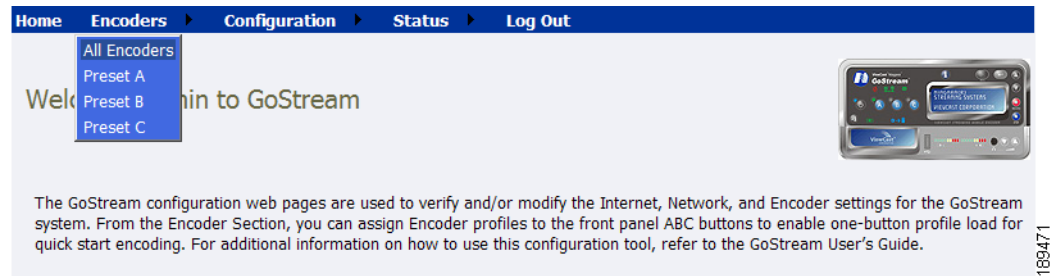 Home Encoders Configuration Status Log Out
All Encoders
Preset A
Preset B
Preset C
Welc in to GoStream
GoStream
STREAMING SYSTEMS
VIEWCAST CORPORATION
ViewCast
The GoStream configuration web pages are used to verify and/or modify the Internet, Network, and Encoder settings for the GoStream
system. From the Encoder Section, you can assign Encoder profiles to the front panel ABC buttons to enable one-button profile load for
quick start encoding. For additional information on how to use this configuration tool, refer to the GoStream User's Guide.
189471